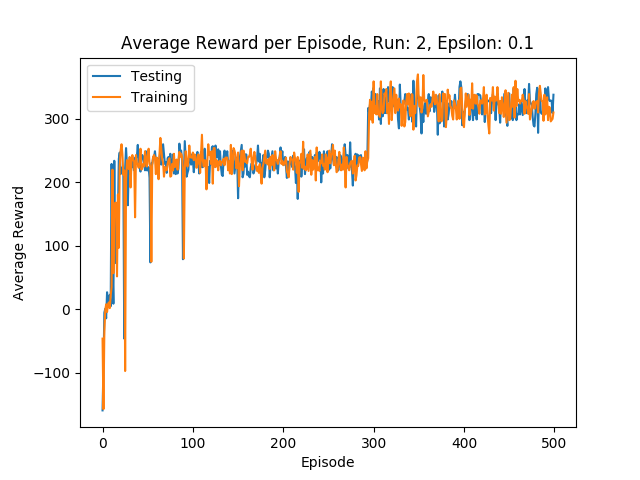 Average Reward per Episode, Run: 2, Epsilon: 0.1
Testing
Training
Average Reward
300
200
100
0
−100
0 100 200 300 400 500
Episode